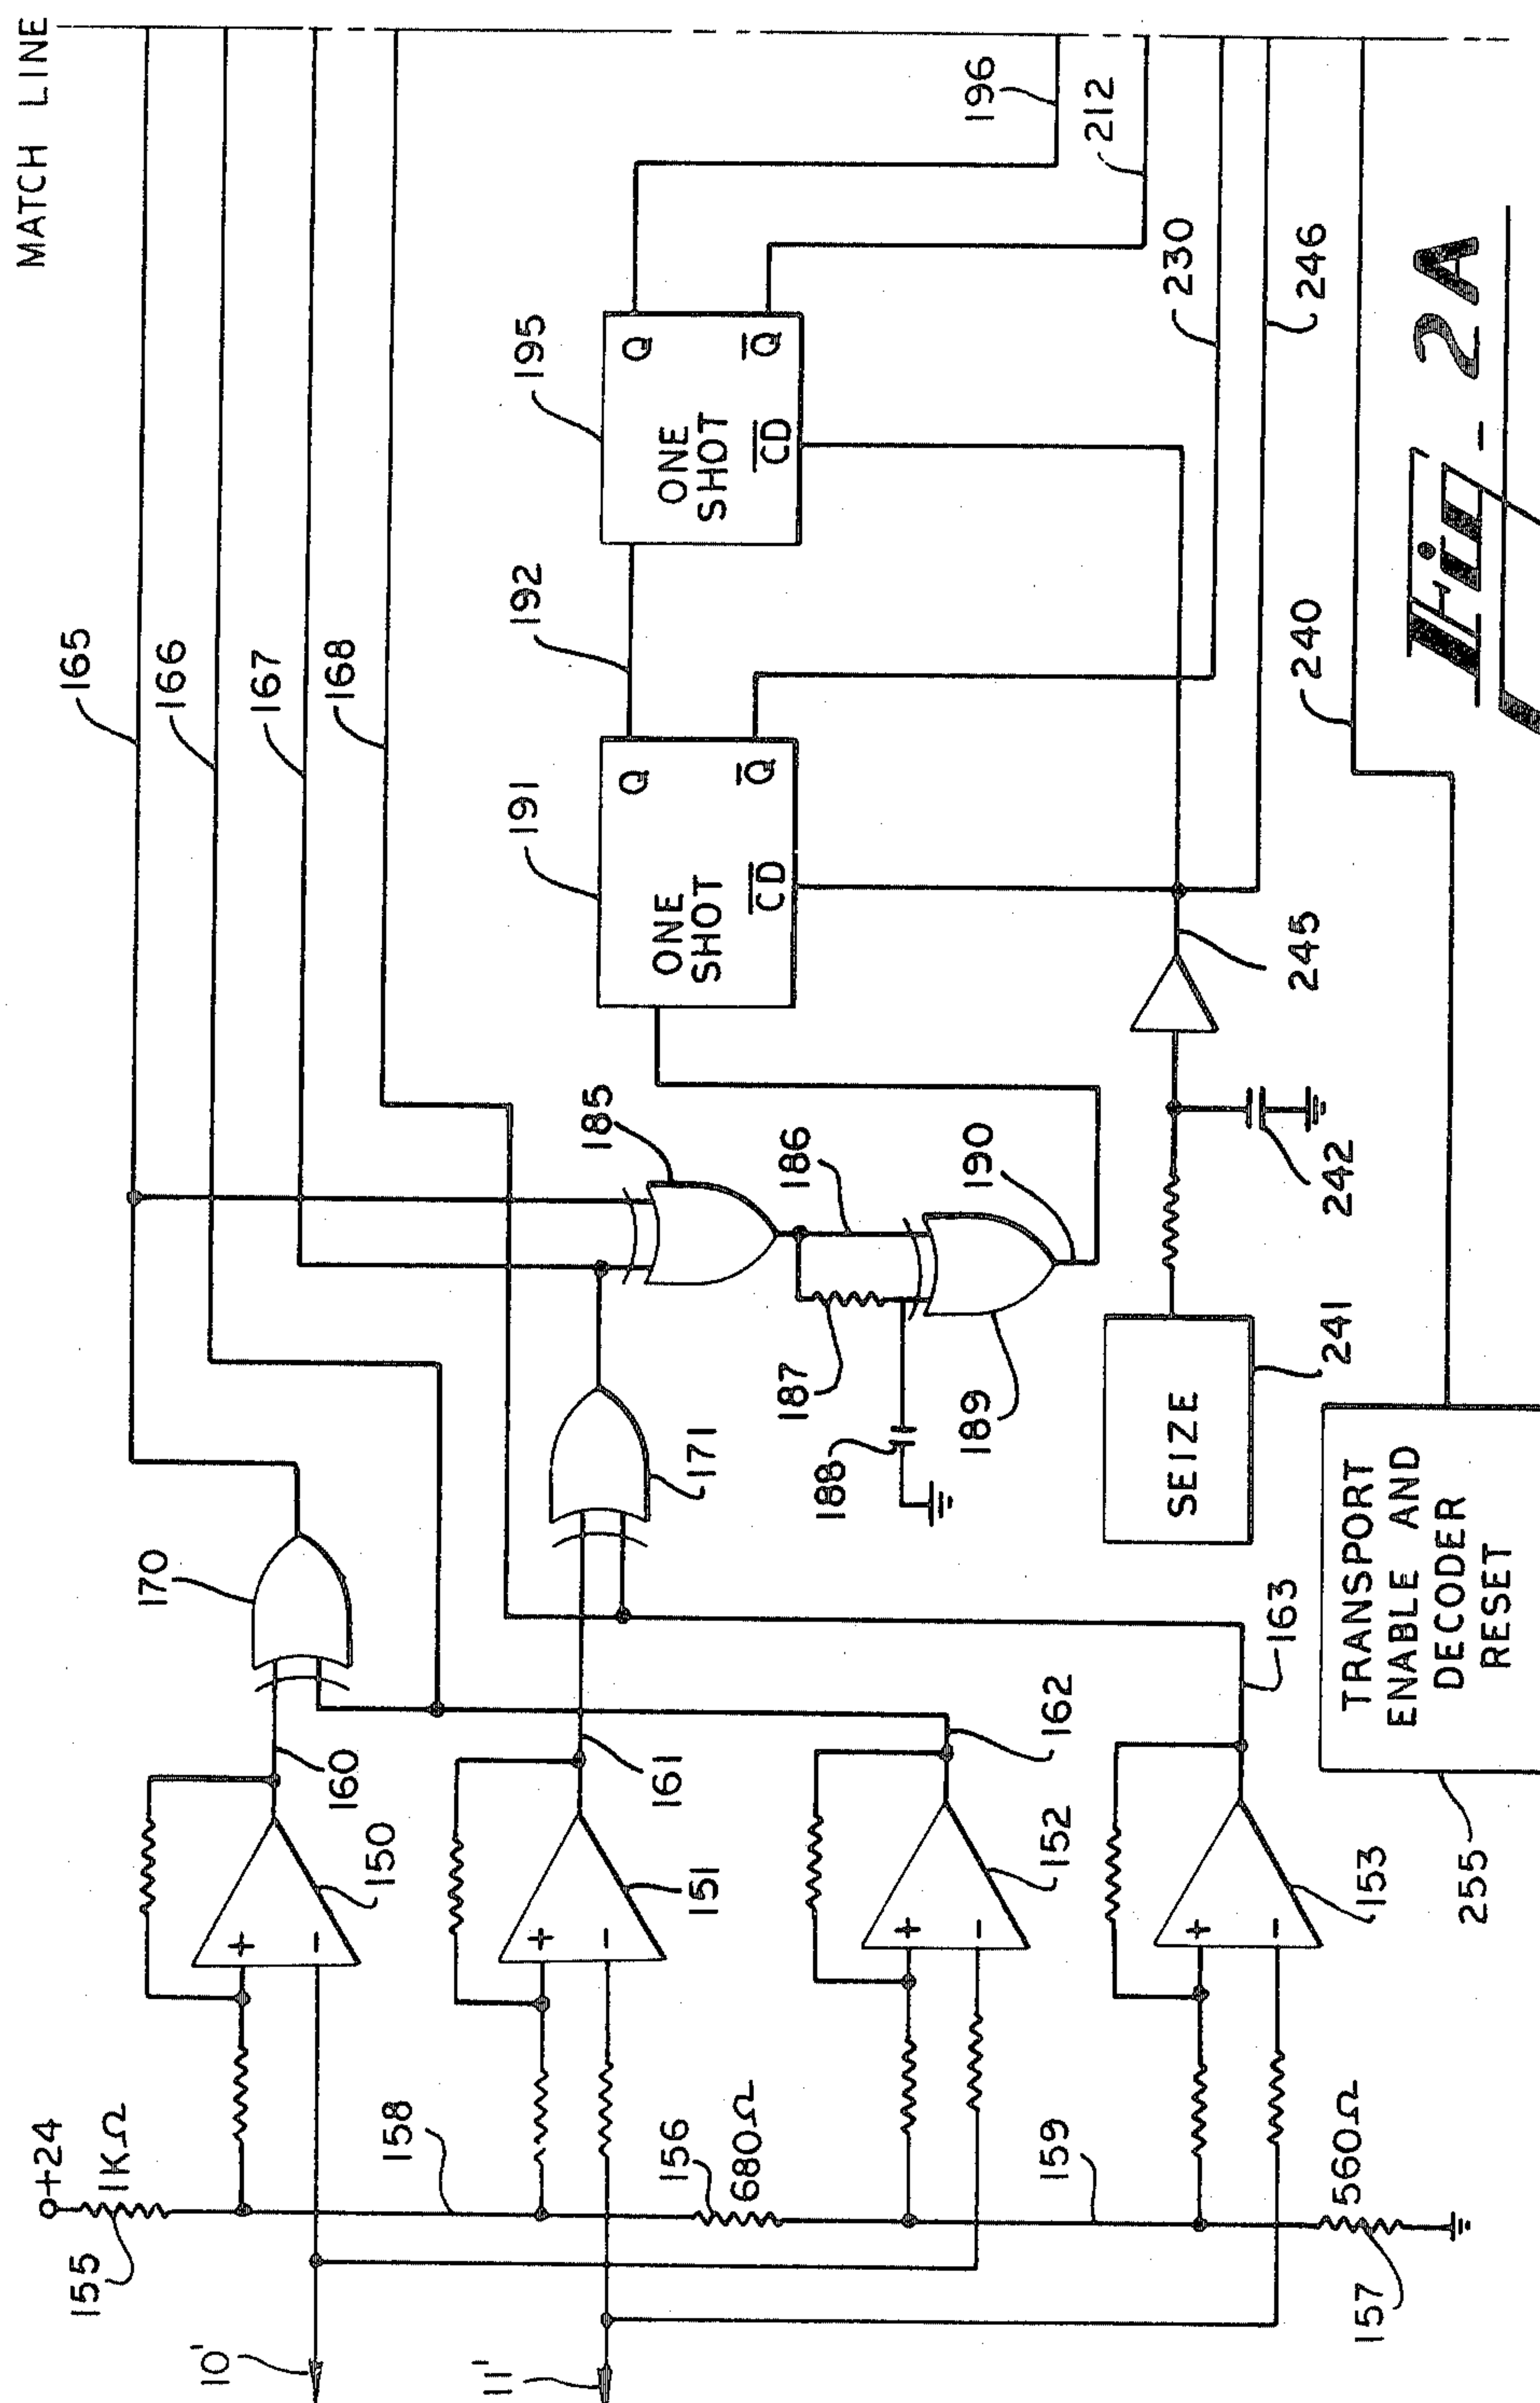 MATCH LINE
165
166
167
168
196
212
230
246
240
195
ONE
SHOT
Q
Q̅
C̅D̅
192
191
ONE
SHOT
Q
Q̅
C̅D̅
185
186
187
188
189
190
170
171
245
242
SEIZE
241
TRANSPORT
ENABLE AND
DECODER
RESET
255
160
161
162
163
+
-
150
+
-
151
+
-
152
+
-
153
+24
1KΩ
155
158
156
680Ω
159
560Ω
157
10'
11'
Fig-2A